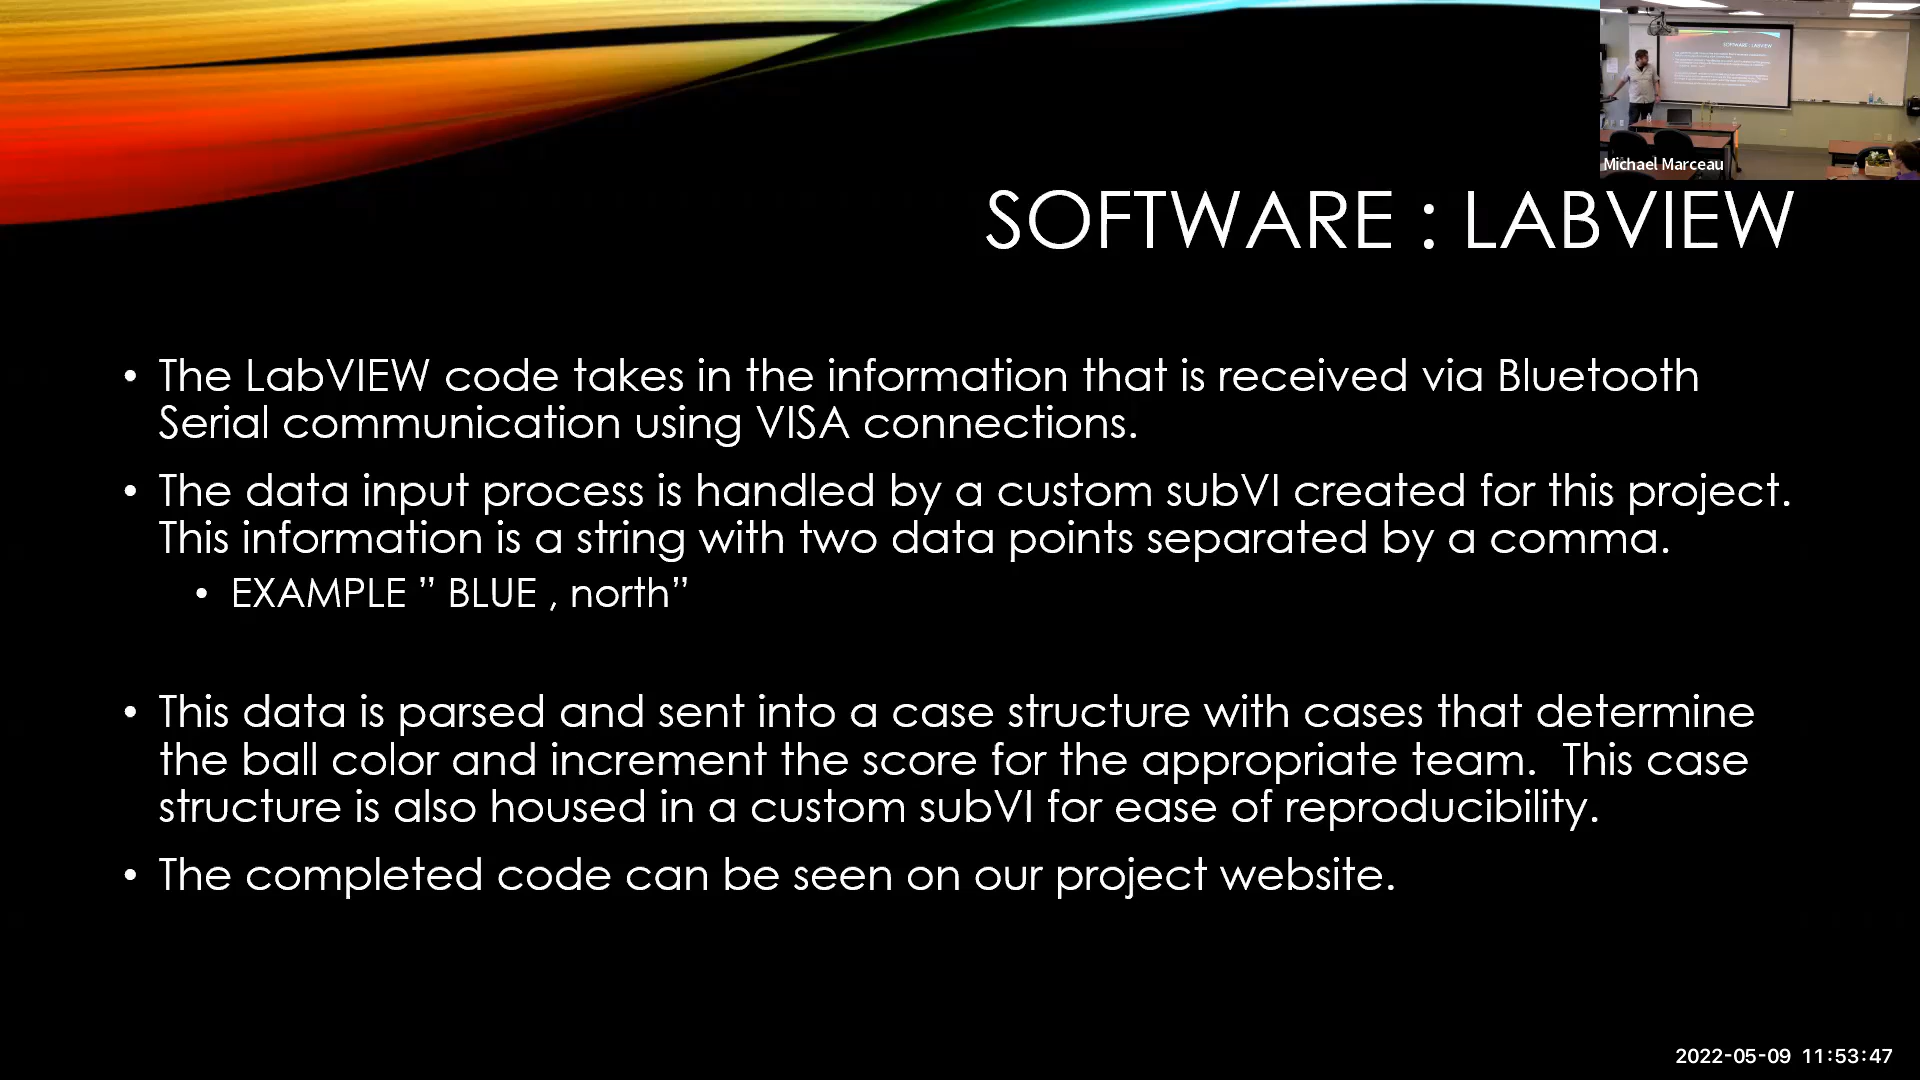 Michael Marceau
SOFTWARE : LABVIEW
• The LabVIEW code takes in the information that is received via Bluetooth
Serial communication using VISA connections.
• The data input process is handled by a custom subVI created for this project.
This information is a string with two data points separated by a comma.
• EXAMPLE ” BLUE , north”
• This data is parsed and sent into a case structure with cases that determine
the ball color and increment the score for the appropriate team.  This case
structure is also housed in a custom subVI for ease of reproducibility.
• The completed code can be seen on our project website.
2022-05-09 11:53:47